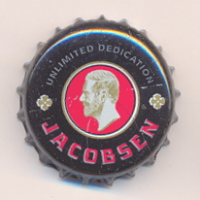 UNLIMITED DEDICATION
JACOBSEN